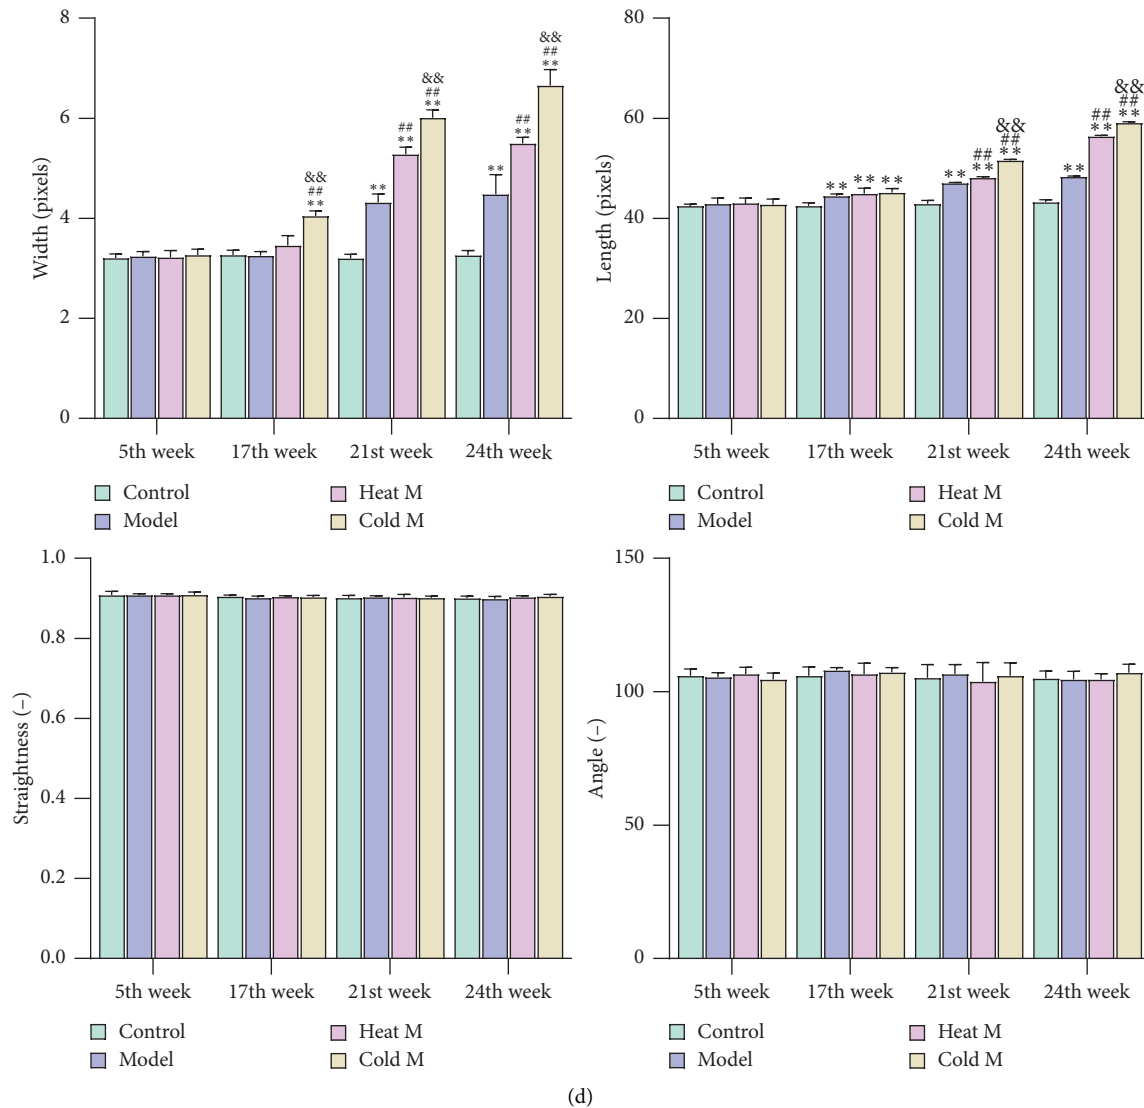 Width (pixels)
8
6
4
2
0
**
##
&&
**
**
##
**
##
&&
**
**
##
**
##
&&
5th week
17th week
21st week
24th week
Control
Model
Heat M
Cold M
Length (pixels)
80
60
40
20
0
**
**
**
**
##
**
&&
##
**
**
##
**
&&
##
**
5th week
17th week
21st week
24th week
Control
Model
Heat M
Cold M
Straightness (–)
1.0
0.8
0.6
0.4
0.2
0.0
5th week
17th week
21st week
24th week
Control
Model
Heat M
Cold M
Angle (–)
150
100
50
0
5th week
17th week
21st week
24th week
Control
Model
Heat M
Cold M
(d)